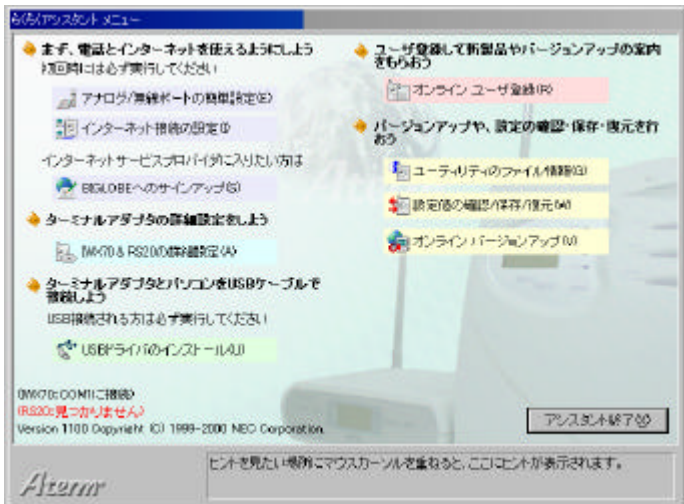 らくらくアシスタント メニュー
まず、電話とインターネットを使えるようにしよう
初回時には必ず実行してください
アナログ/無線ポートの簡単設定(E)
インターネット接続の設定(I)
インターネットサービスプロバイダに入りたい方は
BIGLOBEへのサインアップ(S)
ターミナルアダプタの詳細設定をしよう
IWX70 & RS20の詳細設定(A)
ターミナルアダプタとパソコンをUSBケーブルで
接続しよう
USB接続される方は必ず実行してください
USBドライバのインストール(U)
ユーザ登録して新製品やバージョンアップの案内
をもらおう
オンライン ユーザ登録(R)
バージョンアップや、設定の確認・保存・復元を行
おう
ユーティリティのファイル情報(G)
設定値の確認/保存/復元(W)
オンライン バージョンアップ(V)
(IWX70:COM1に接続)
(RS20:見つかりません)
Version 11.00 Copyright (C) 1999-2000 NEC Corporation.
アシスタント終了(X)
Aterm
ヒントを見たい場所にマウスカーソルを重ねると、ここにヒントが表示されます。